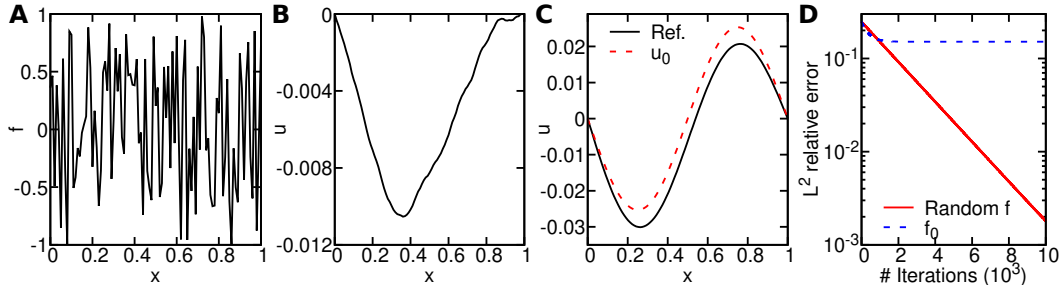 A
f
1
0.5
0
-0.5
-1
0 0.2 0.4 0.6 0.8 1
x
B
u
0
-0.004
-0.008
-0.012
0 0.2 0.4 0.6 0.8 1
x
C
u
Ref.
u₀
0.02
0.01
0
-0.01
-0.02
-0.03
0 0.2 0.4 0.6 0.8 1
x
D
L² relative error
10⁻¹
10⁻²
10⁻³
Random f
f₀
0 2 4 6 8 10
# Iterations (10³)